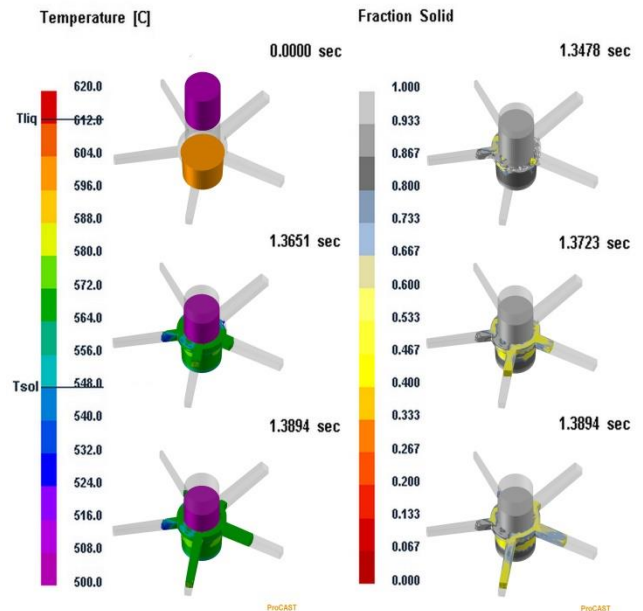 Temperature [C]
0.0000 sec
620.0
Tliq
612.0
604.0
596.0
588.0
580.0
1.3651 sec
572.0
564.0
556.0
Tsol
548.0
540.0
1.3894 sec
532.0
524.0
516.0
508.0
500.0
ProCAST
Fraction Solid
1.3478 sec
1.000
0.933
0.867
0.800
0.733
0.667
1.3723 sec
0.600
0.533
0.467
0.400
0.333
1.3894 sec
0.267
0.200
0.133
0.067
0.000
ProCAST